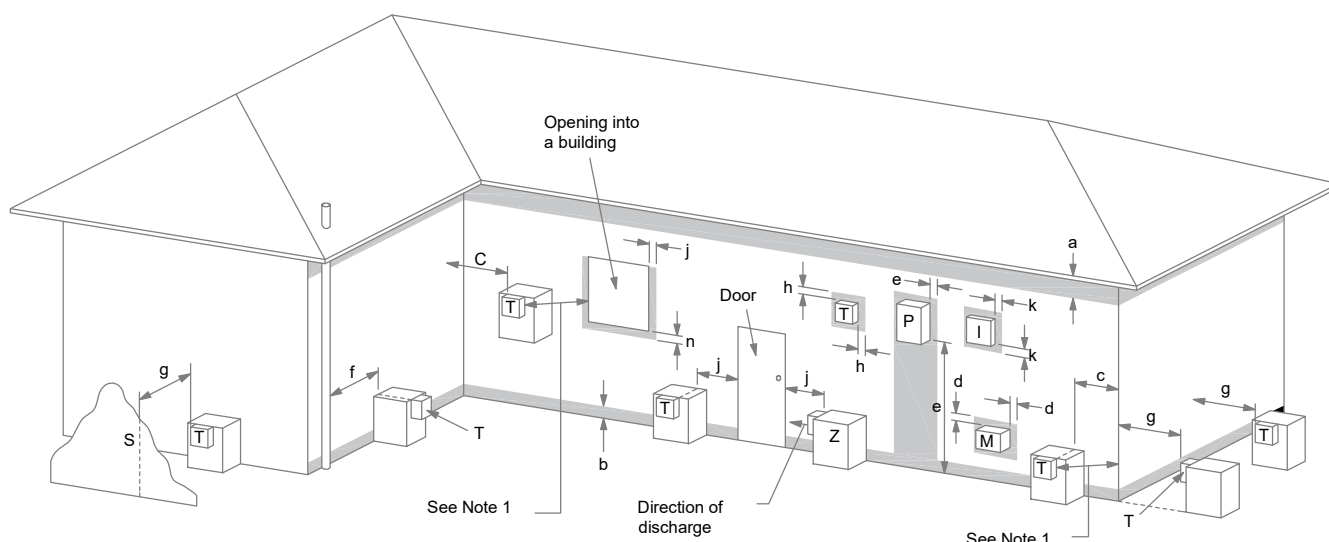 Opening into
a building
a
j
C
h
e
k
Door
T
T
P
I
n
k
h
g
f
j
j
d
c
d
e
g
g
S
T
T
T
Z
M
T
T
b
T
See Note 1
Direction of
discharge
See Note 1